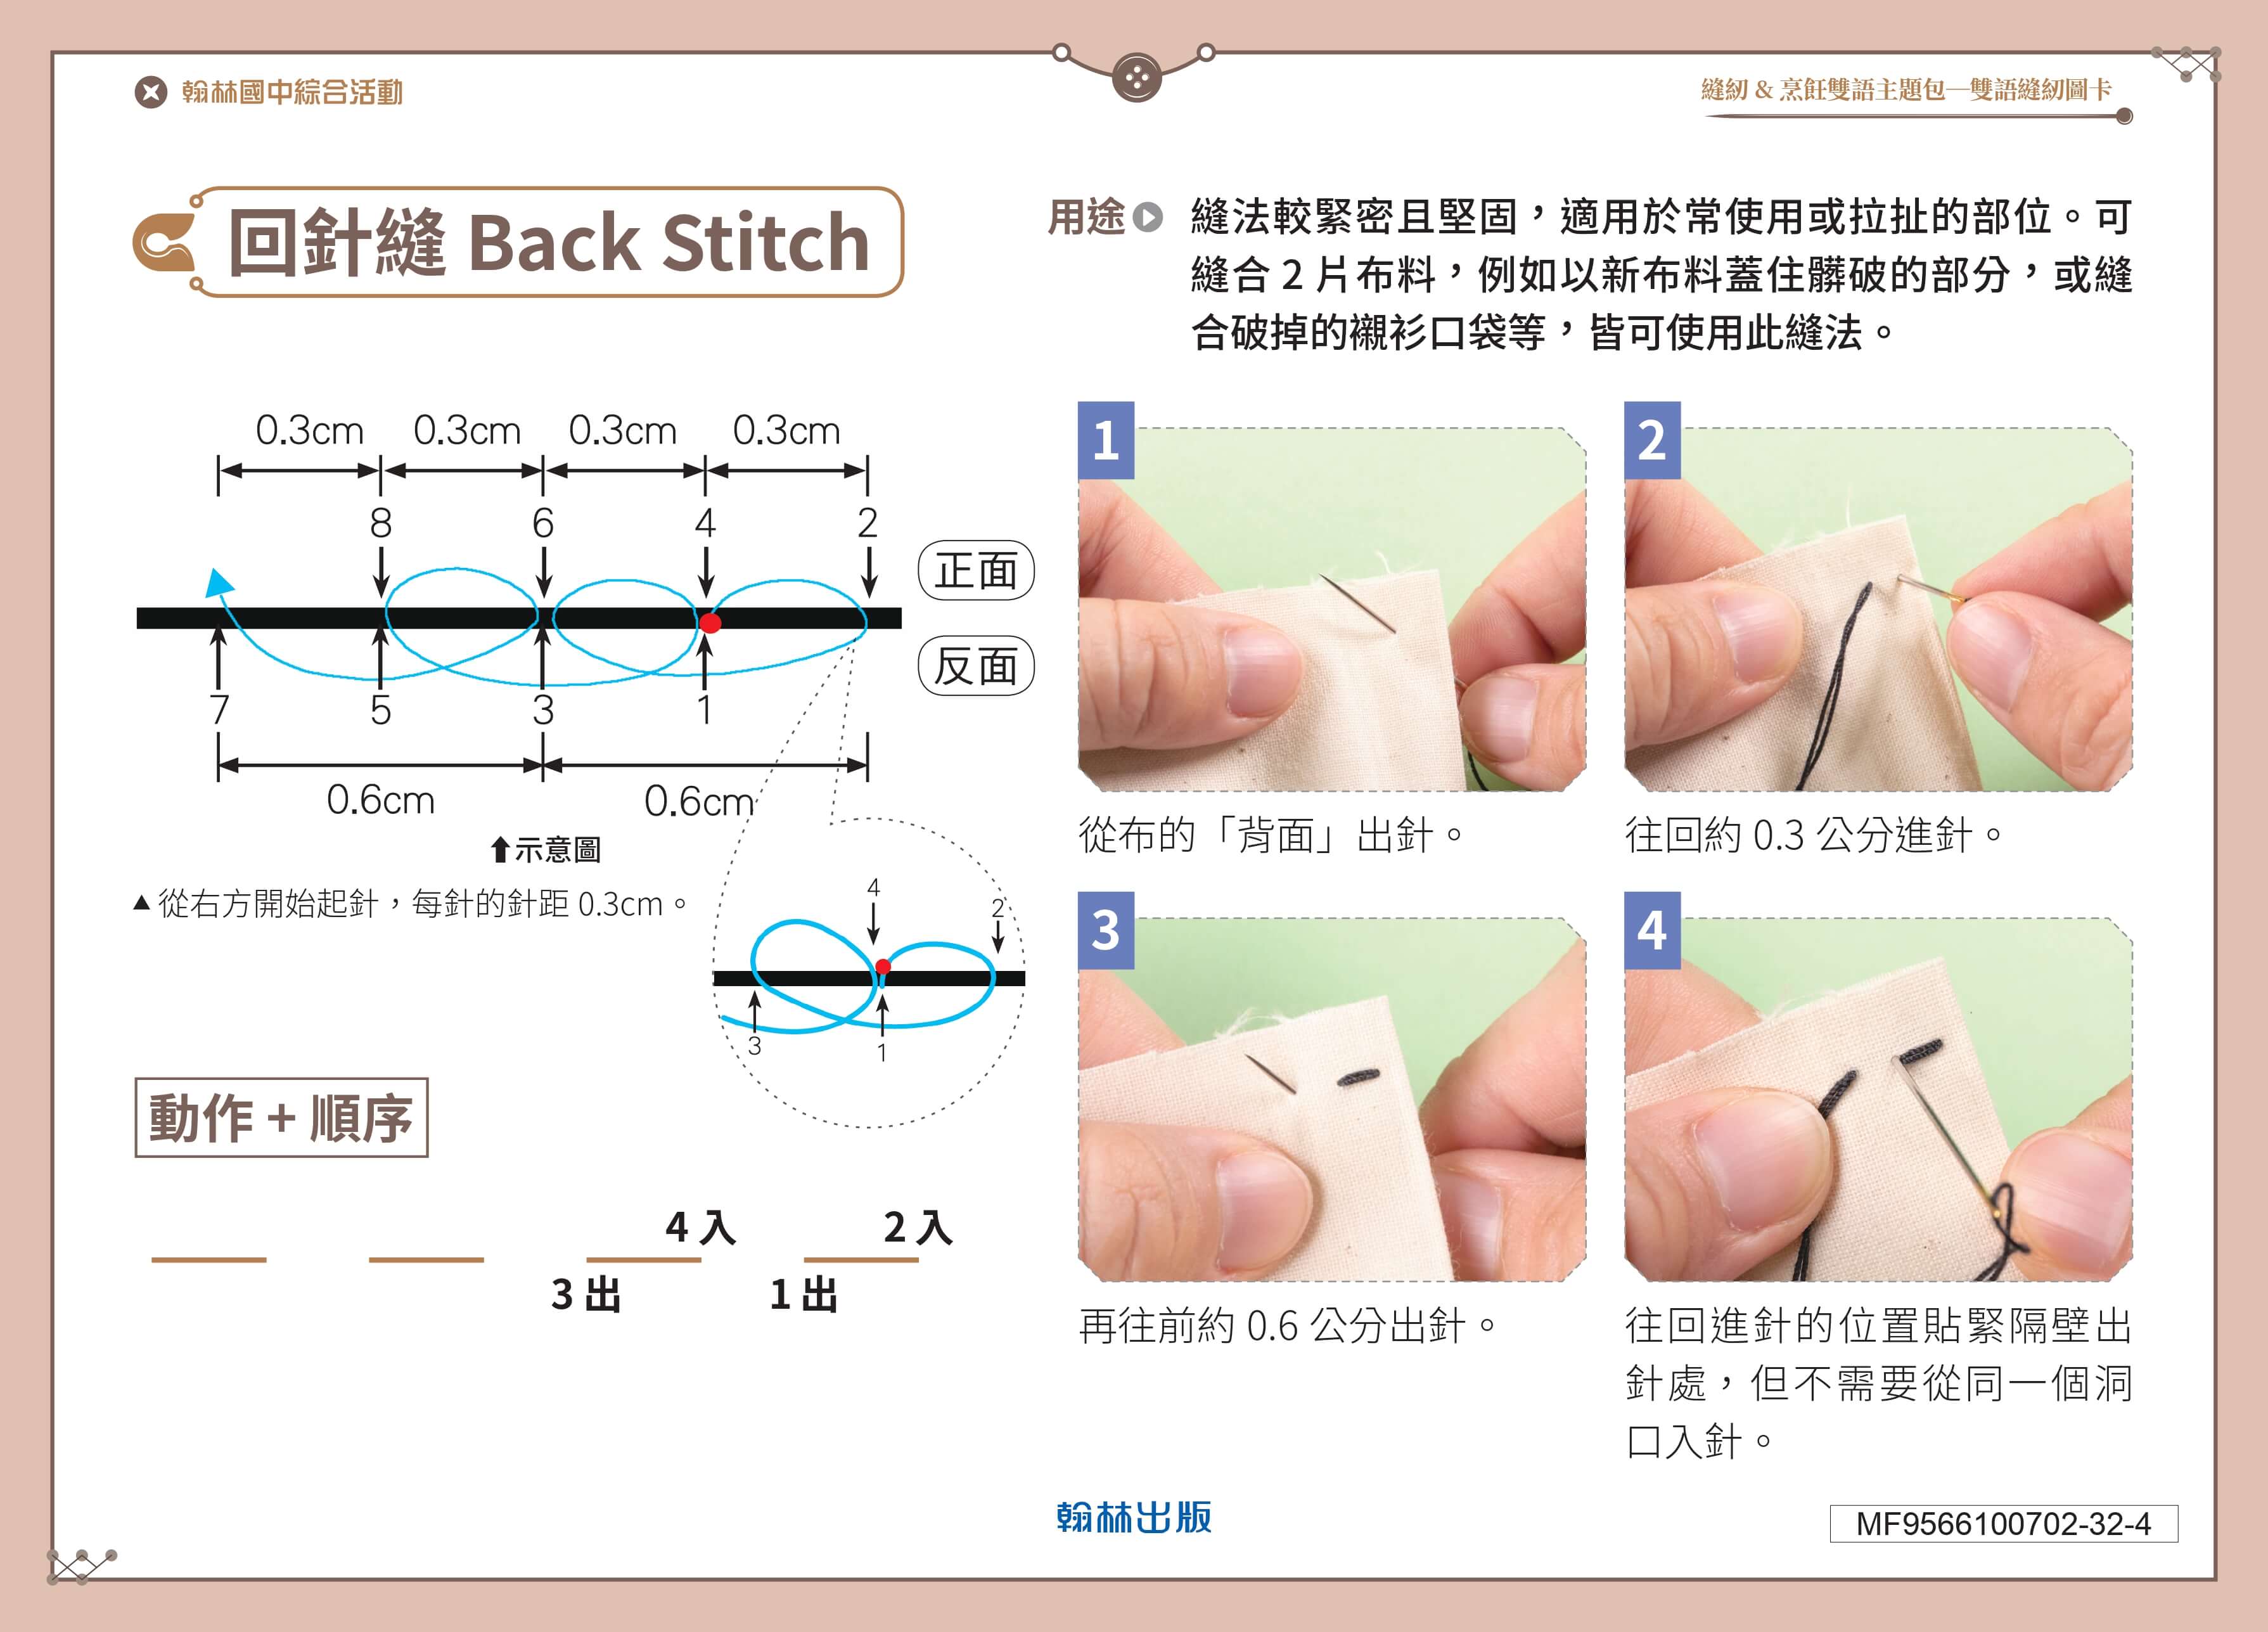 翰林國中綜合活動
縫紉 & 烹飪雙語主題包—雙語縫紉圖卡
回針縫 Back Stitch
用途
縫法較緊密且堅固，適用於常使用或拉扯的部位。可
縫合 2 片布料，例如以新布料蓋住髒破的部分，或縫
合破掉的襯衫口袋等，皆可使用此縫法。
0.3cm 0.3cm 0.3cm 0.3cm
8 6 4 2
正面
反面
7 5 3 1
0.6cm 0.6cm
⬆示意圖
▲從右方開始起針，每針的針距 0.3cm。
4 2
3 1
動作 + 順序
4 入 2 入
3 出 1 出
1
從布的「背面」出針。
2
往回約 0.3 公分進針。
3
再往前約 0.6 公分出針。
4
往回進針的位置貼緊隔壁出
針處，但不需要從同一個洞
口入針。
翰林出版
MF9566100702-32-4